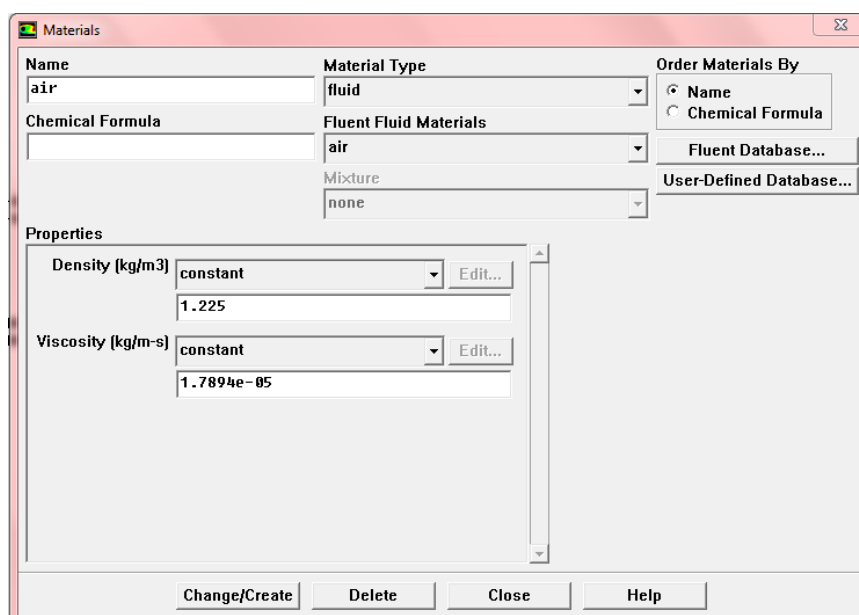 Materials
Name
air
Chemical Formula
Material Type
fluid
Fluent Fluid Materials
air
Mixture
none
Order Materials By
Name
Chemical Formula
Fluent Database...
User-Defined Database...
Properties
Density (kg/m3) constant Edit...
1.225
Viscosity (kg/m-s) constant Edit...
1.7894e-05
Change/Create Delete Close Help